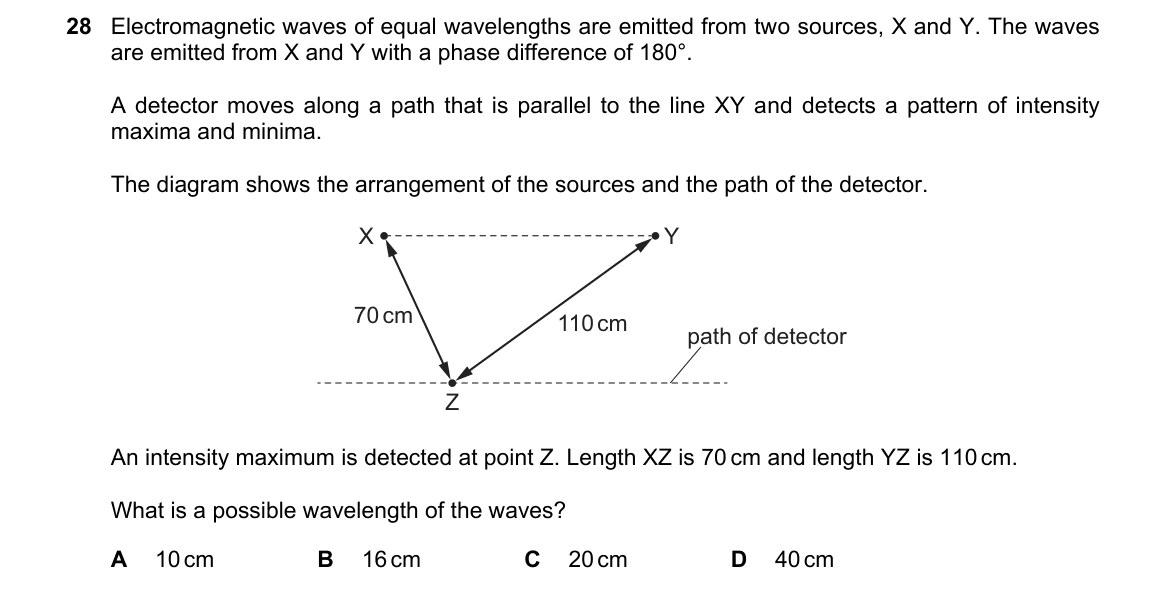 28 Electromagnetic waves of equal wavelengths are emitted from two sources, X and Y. The waves
are emitted from X and Y with a phase difference of 180°.
A detector moves along a path that is parallel to the line XY and detects a pattern of intensity
maxima and minima.
The diagram shows the arrangement of the sources and the path of the detector.
X Y
70 cm
110 cm
path of detector
Z
An intensity maximum is detected at point Z. Length XZ is 70 cm and length YZ is 110 cm.
What is a possible wavelength of the waves?
A 10 cm B 16 cm C 20 cm D 40 cm